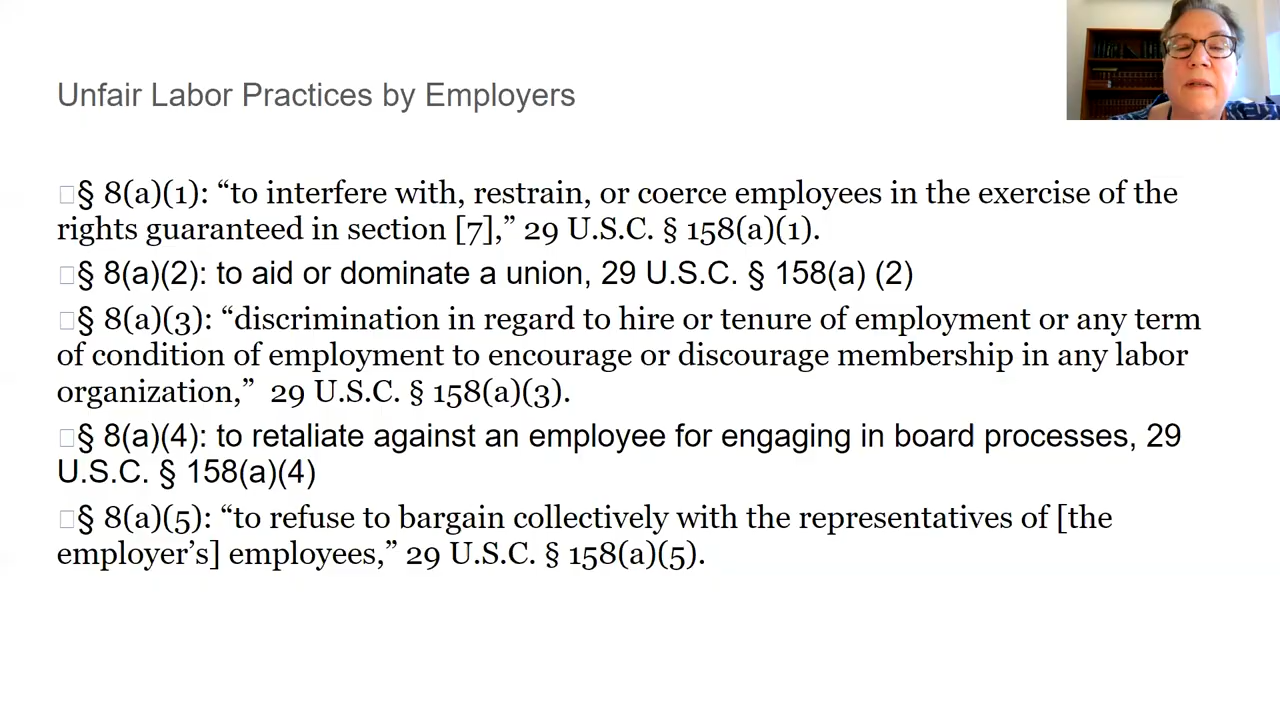 Unfair Labor Practices by Employers
§ 8(a)(1): “to interfere with, restrain, or coerce employees in the exercise of the
rights guaranteed in section [7],” 29 U.S.C. § 158(a)(1).
§ 8(a)(2): to aid or dominate a union, 29 U.S.C. § 158(a) (2)
§ 8(a)(3): “discrimination in regard to hire or tenure of employment or any term
of condition of employment to encourage or discourage membership in any labor
organization,”  29 U.S.C. § 158(a)(3).
§ 8(a)(4): to retaliate against an employee for engaging in board processes, 29
U.S.C. § 158(a)(4)
§ 8(a)(5): “to refuse to bargain collectively with the representatives of [the
employer’s] employees,” 29 U.S.C. § 158(a)(5).